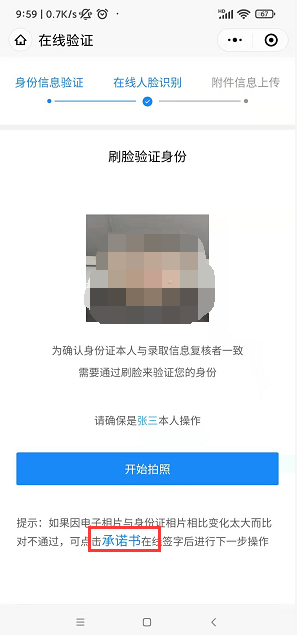 9:59 | 0.7K/s
HD 67
在线验证
身份信息验证 在线人脸识别 附件信息上传
刷脸验证身份
为确认身份证本人与录取信息复核者一致
需要通过刷脸来验证您的身份
请确保是张三本人操作
开始拍照
提示：如果因电子相片与身份证相片相比变化太大而比
对不通过，可点击承诺书在线签字后进行下一步操作